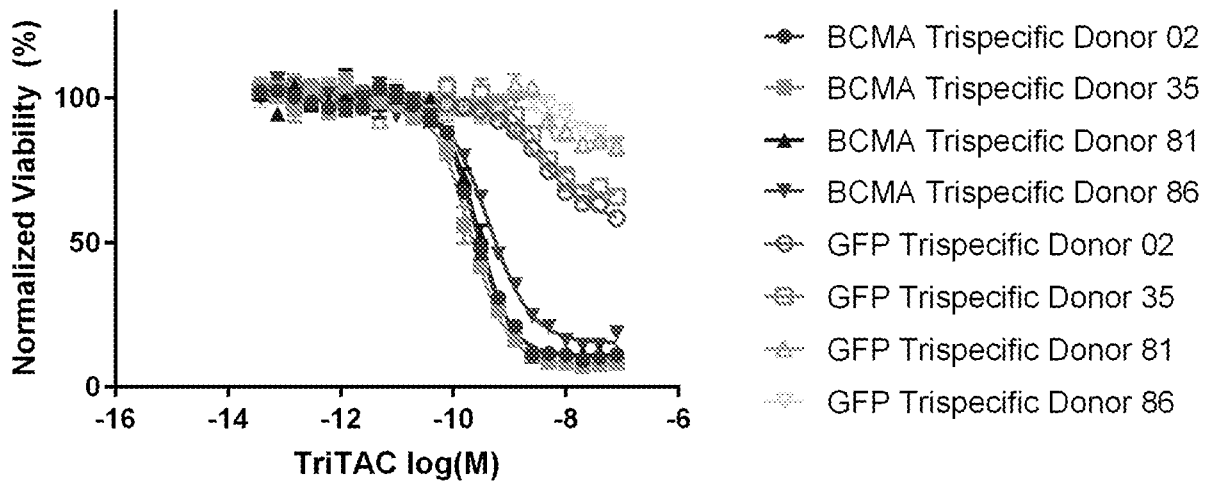 Normalized Viability (%)
100
50
0
-16
-14
-12
-10
-8
-6
TriTAC log(M)
BCMA Trispecific Donor 02
BCMA Trispecific Donor 35
BCMA Trispecific Donor 81
BCMA Trispecific Donor 86
GFP Trispecific Donor 02
GFP Trispecific Donor 35
GFP Trispecific Donor 81
GFP Trispecific Donor 86